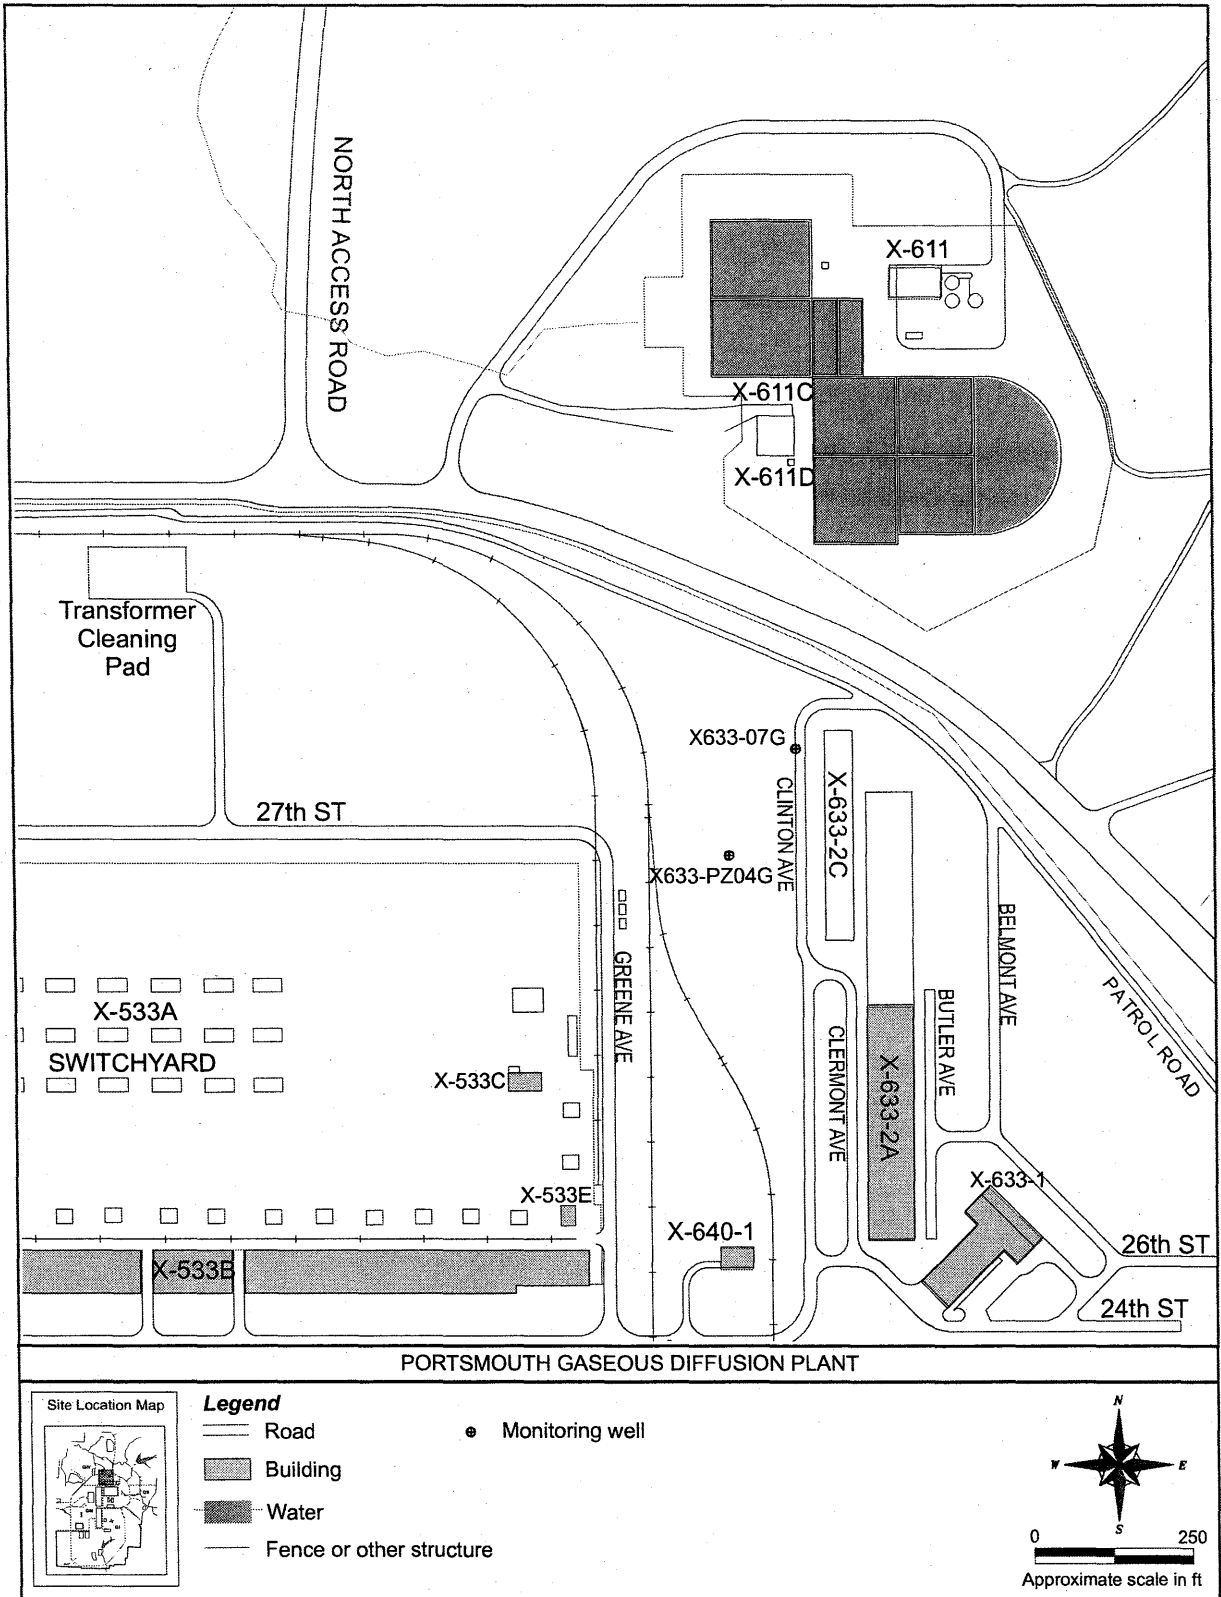 NORTH ACCESS ROAD
X-611
X-611C
X-611D
Transformer
Cleaning
Pad
X633-07G
CLINTON AVE
X-633-2C
27th ST
X633-PZ04G
BELMONT AVE
GREENE AVE
X-533A
SWITCHYARD
X-533C
CLERMONT AVE
X-633-2A
BUTLER AVE
PATROL ROAD
X-633-1
X-533E
X-640-1
26th ST
X-533B
24th ST
PORTSMOUTH GASEOUS DIFFUSION PLANT
Site Location Map
Legend
Road
Monitoring well
Building
Water
Fence or other structure
N
W
E
S
0 250
Approximate scale in ft